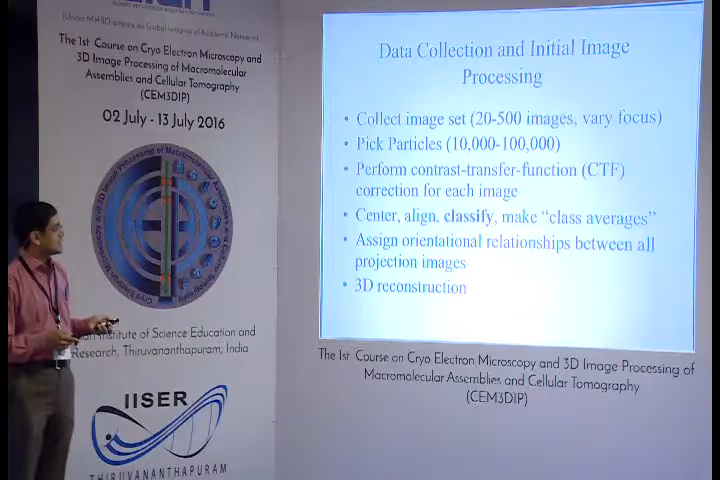 The 1st Course on Cryo Electron Microscopy and
3D Image Processing of Macromolecular
Assemblies and Cellular Tomography
(CEM3DIP)
02 July - 13 July 2016
Institute of Science Education and
Research, Thiruvananthapuram, India
IISER
THIRUVANANTHAPURAM
Data Collection and Initial Image
Processing
• Collect image set (20-500 images, vary focus)
• Pick Particles (10,000-100,000)
• Perform contrast-transfer-function (CTF)
correction for each image
• Center, align, classify, make “class averages”
• Assign orientational relationships between all
projection images
• 3D reconstruction
The 1st Course on Cryo Electron Microscopy and 3D Image Processing of
Macromolecular Assemblies and Cellular Tomography
(CEM3DIP)